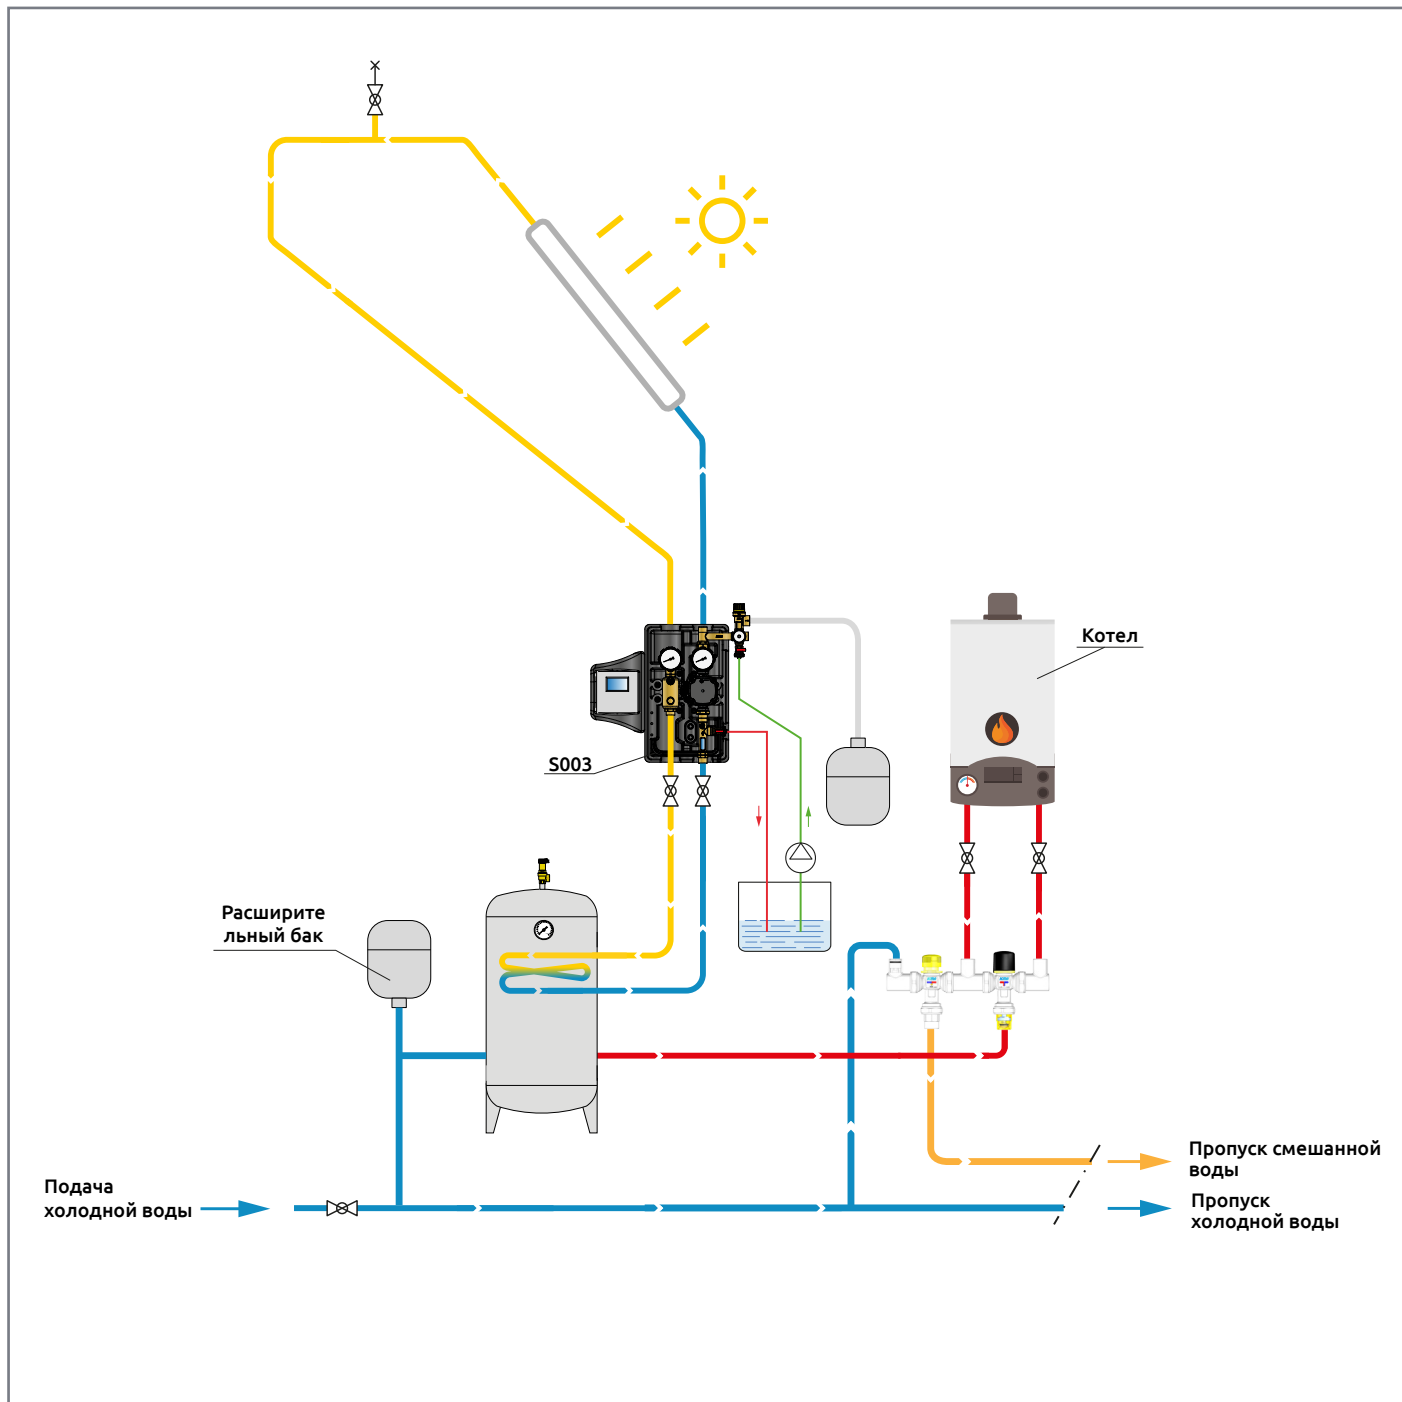 Котел
S003
Расширите
льный бак
Подача
холодной воды
Пропуск смешанной
воды
Пропуск
холодной воды